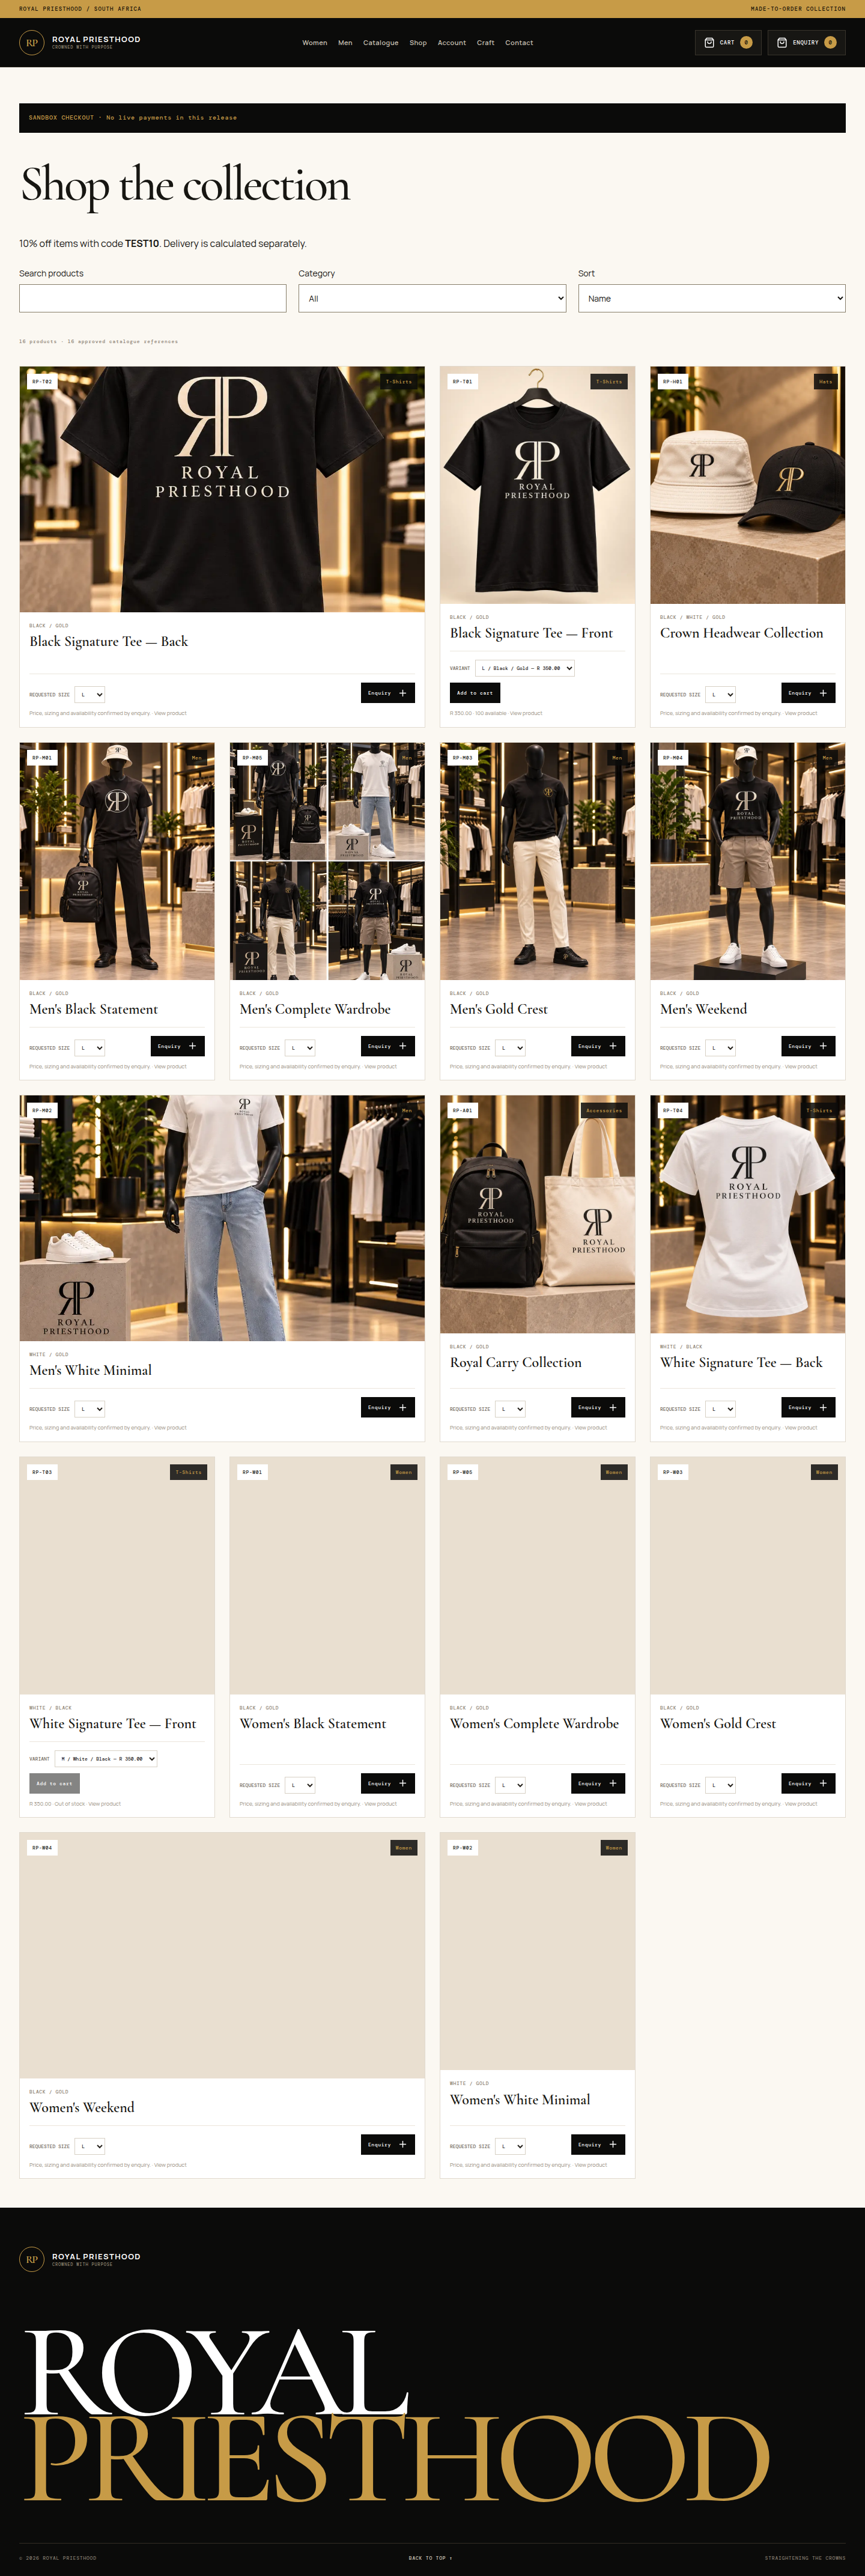 ROYAL PRIESTHOOD / SOUTH AFRICA
MADE-TO-ORDER COLLECTION
RP
ROYAL PRIESTHOOD
CROWNED WITH PURPOSE
Women Men Catalogue Shop Account Craft Contact
CART 0
ENQUIRY 0
SANDBOX CHECKOUT · No live payments in this release
Shop the collection
10% off items with code TEST10. Delivery is calculated separately.
Search products
Category
Sort
All
Name
16 products · 16 approved catalogue references
RP-T02
T-Shirts
ROYAL
PRIESTHOOD
BLACK / GOLD
Black Signature Tee — Back
REQUESTED SIZE L
Enquiry +
Price, sizing and availability confirmed by enquiry · View product
RP-T01
T-Shirts
ROYAL
PRIESTHOOD
BLACK / GOLD
Black Signature Tee — Front
VARIANT L / Black / Gold — R 350.00
Add to cart
R 350.00 · 100 available · View product
RP-H01
Hats
BLACK / WHITE / GOLD
Crown Headwear Collection
REQUESTED SIZE L
Enquiry +
Price, sizing and availability confirmed by enquiry · View product
RP-M01
Men
BLACK / GOLD
Men's Black Statement
REQUESTED SIZE L
Enquiry +
Price, sizing and availability confirmed by enquiry · View product
RP-M05
Men
BLACK / GOLD
Men's Complete Wardrobe
REQUESTED SIZE L
Enquiry +
Price, sizing and availability confirmed by enquiry · View product
RP-M03
Men
BLACK / GOLD
Men's Gold Crest
REQUESTED SIZE L
Enquiry +
Price, sizing and availability confirmed by enquiry · View product
RP-M04
Men
ROYAL
PRIESTHOOD
BLACK / GOLD
Men's Weekend
REQUESTED SIZE L
Enquiry +
Price, sizing and availability confirmed by enquiry · View product
RP-M02
Men
ROYAL
PRIESTHOOD
WHITE / GOLD
Men's White Minimal
REQUESTED SIZE L
Enquiry +
Price, sizing and availability confirmed by enquiry · View product
RP-A01
Accessories
ROYAL
PRIESTHOOD
ROYAL
PRIESTHOOD
BLACK / GOLD
Royal Carry Collection
REQUESTED SIZE L
Enquiry +
Price, sizing and availability confirmed by enquiry · View product
RP-T04
T-Shirts
ROYAL
PRIESTHOOD
WHITE / BLACK
White Signature Tee — Back
REQUESTED SIZE L
Enquiry +
Price, sizing and availability confirmed by enquiry · View product
RP-T03
T-Shirts
WHITE / BLACK
White Signature Tee — Front
VARIANT M / White / Black — R 350.00
Add to cart
R 350.00 · Out of stock · View product
RP-W01
Women
BLACK / GOLD
Women's Black Statement
REQUESTED SIZE L
Enquiry +
Price, sizing and availability confirmed by enquiry · View product
RP-W05
Women
BLACK / GOLD
Women's Complete Wardrobe
REQUESTED SIZE L
Enquiry +
Price, sizing and availability confirmed by enquiry · View product
RP-W03
Women
BLACK / GOLD
Women's Gold Crest
REQUESTED SIZE L
Enquiry +
Price, sizing and availability confirmed by enquiry · View product
RP-W04
Women
BLACK / GOLD
Women's Weekend
REQUESTED SIZE L
Enquiry +
Price, sizing and availability confirmed by enquiry · View product
RP-W02
Women
WHITE / GOLD
Women's White Minimal
REQUESTED SIZE L
Enquiry +
Price, sizing and availability confirmed by enquiry · View product
RP
ROYAL PRIESTHOOD
CROWNED WITH PURPOSE
ROYAL
PRIESTHOOD
© 2026 ROYAL PRIESTHOOD
BACK TO TOP ↑
STRAIGHTENING THE CROWNS